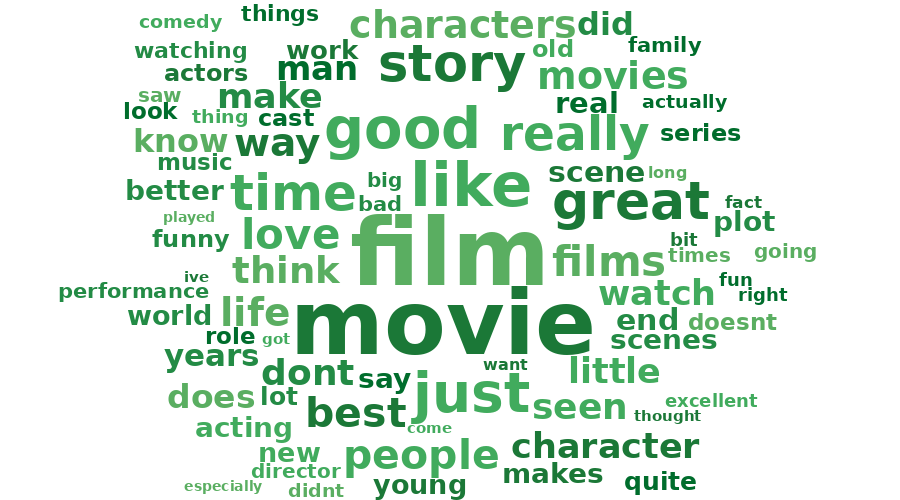 things
comedy
characters
did
watching
work
story
old
family
actors
man
movies
saw
make
real
actually
look
thing
cast
good
really
series
know
way
music
scene
long
better
time
big
like
great
bad
fact
played
plot
funny
love
film
bit
films
times
going
think
ive
fun
performance
watch
right
world
life
movie
end
doesnt
role
got
scenes
years
dont
say
want
little
does
lot
best
just
seen
excellent
thought
acting
come
new
people
character
director
makes
especially
didnt
young
quite